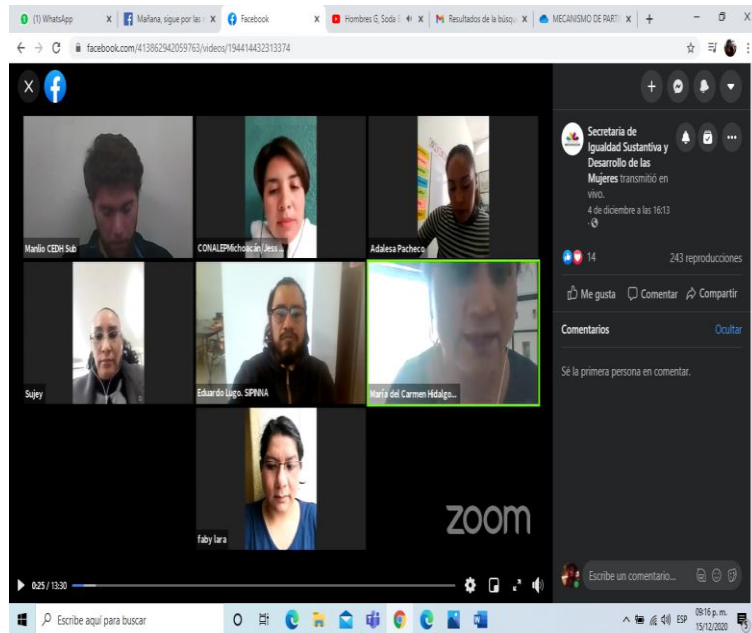 (1) WhatsApp
Mañana, sigue por las
Facebook
Hombres G, Soda
Resultados de la búsqu
MECANISMO DE PARTI
facebook.com/413862942059763/videos/194414432313374
Secretaria de
Igualdad Sustantiva y
Desarrollo de las
Mujeres transmitió en
vivo.
4 de diciembre a las 16:13
14
243 reproducciones
Me gusta
Comentar
Compartir
Comentarios
Ocultar
Sé la primera persona en comentar.
Manlio CEDH Sub
CONALEPMichoacán/Jess ...
Adalesa Pacheco
Sujey
Eduardo Lugo. SIPINNA
María del Carmen Hidalgo...
faby lara
zoom
0:25 / 13:30
Escribe un comentario...
Escribe aquí para buscar
ESP
09:16 p. m.
15/12/2020